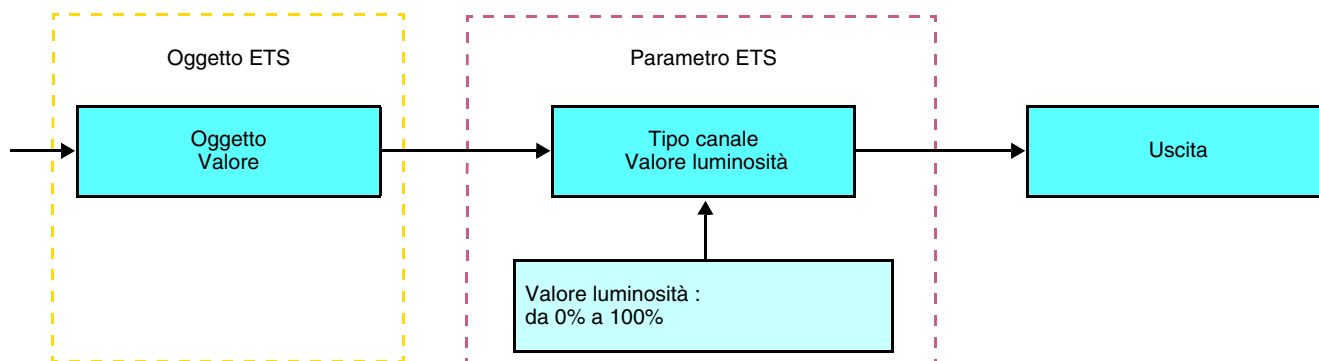 Oggetto ETS
Parametro ETS
Oggetto
Valore
Tipo canale
Valore luminosità
Uscita
Valore luminosità :
da 0% a 100%